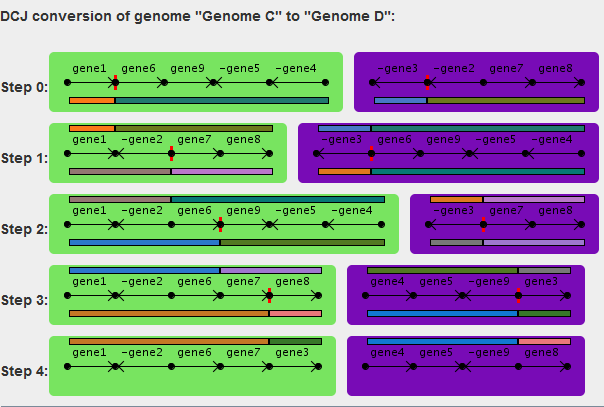 DCJ conversion of genome "Genome C" to "Genome D":
Step 0: gene1 gene6 gene9 -gene5 -gene4 -gene3 -gene2 gene7 gene8
Step 1: gene1 -gene2 gene7 gene8 -gene3 gene6 gene9 -gene5 -gene4
Step 2: gene1 -gene2 gene6 gene9 -gene5 -gene4 -gene3 gene7 gene8
Step 3: gene1 -gene2 gene6 gene7 gene8 gene4 gene5 -gene9 gene3
Step 4: gene1 -gene2 gene6 gene7 gene3 gene4 gene5 -gene9 gene8